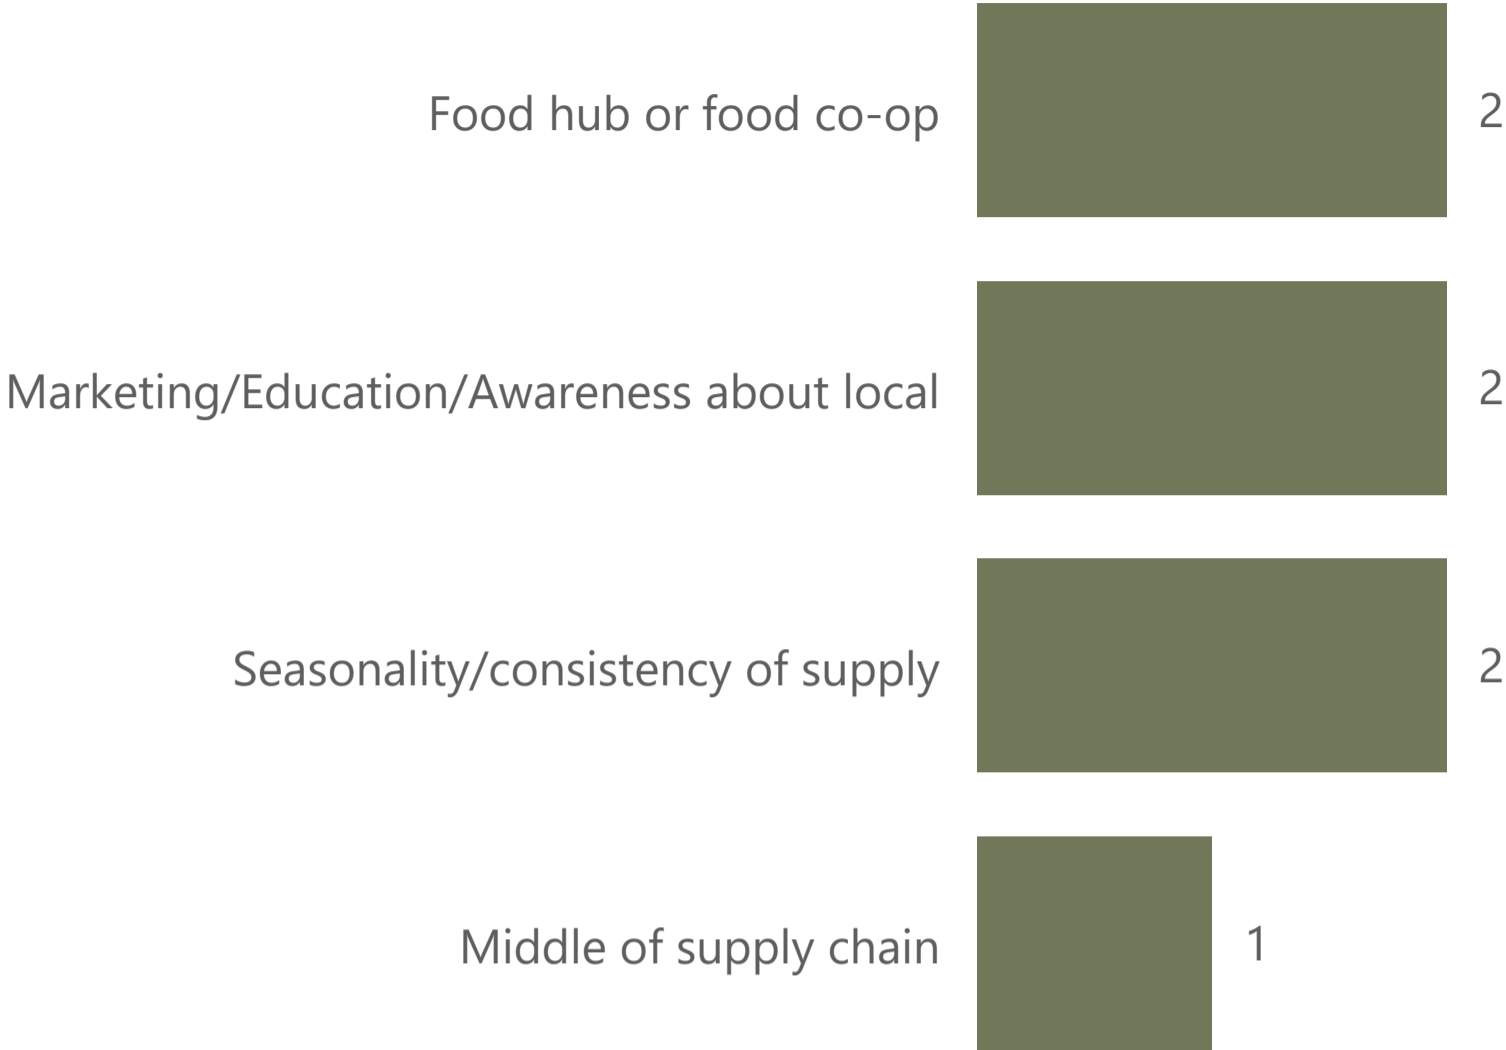 Food hub or food co-op 2
Marketing/Education/Awareness about local 2
Seasonality/consistency of supply 2
Middle of supply chain 1